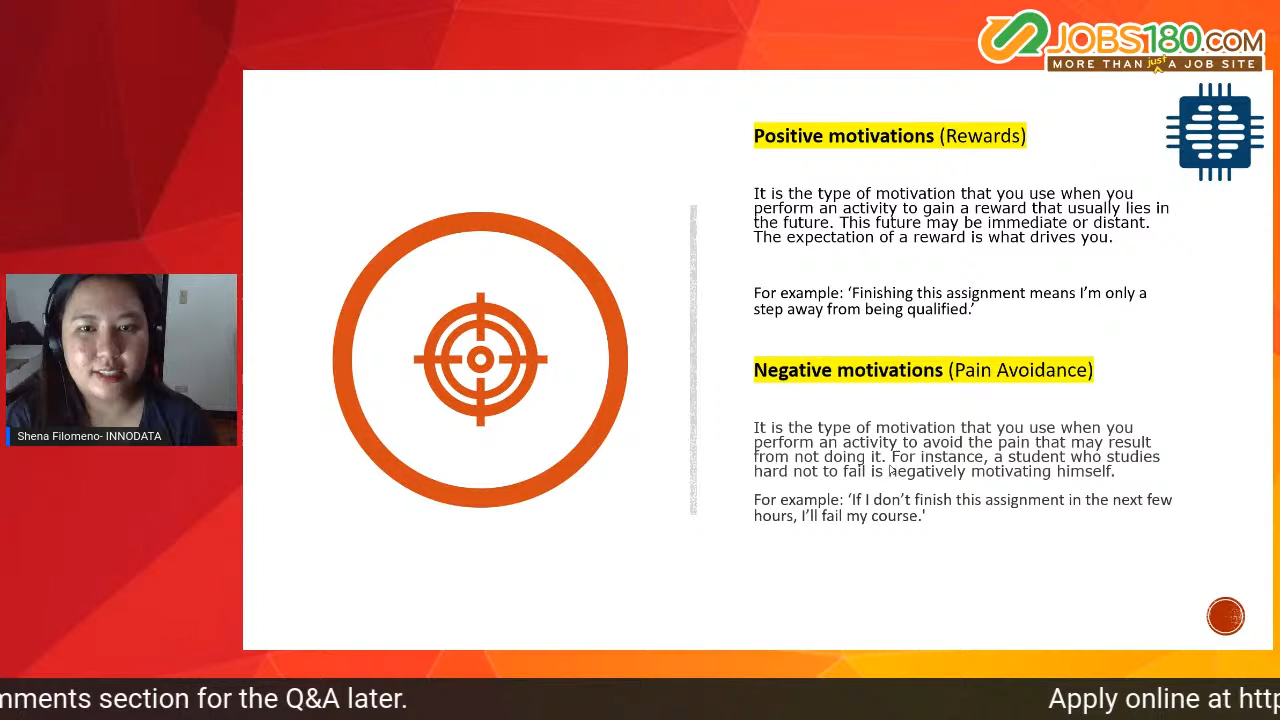 JOBS180.COM
MORE THAN just A JOB SITE
Positive motivations (Rewards)
It is the type of motivation that you use when you
perform an activity to gain a reward that usually lies in
the future. This future may be immediate or distant.
The expectation of a reward is what drives you.
For example: ‘Finishing this assignment means I’m only a
step away from being qualified.’
Negative motivations (Pain Avoidance)
It is the type of motivation that you use when you
perform an activity to avoid the pain that may result
from not doing it. For instance, a student who studies
hard not to fail is negatively motivating himself.
For example: ‘If I don’t finish this assignment in the next few
hours, I’ll fail my course.'
Shena Filomeno- INNODATA
mments section for the Q&A later.
Apply online at http